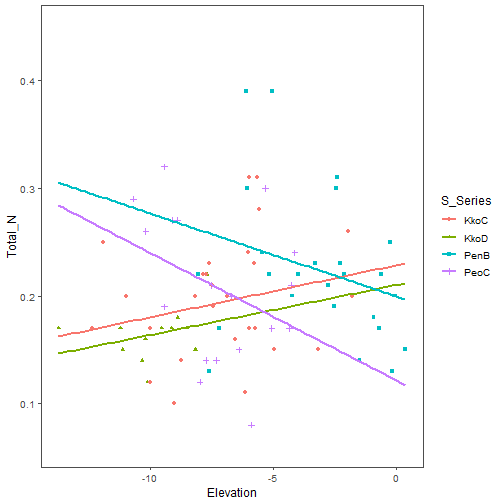 0.4
0.3
0.2
0.1
Total_N
-10
-5
0
Elevation
S_Series
KkoC
KkoD
PenB
PeoC